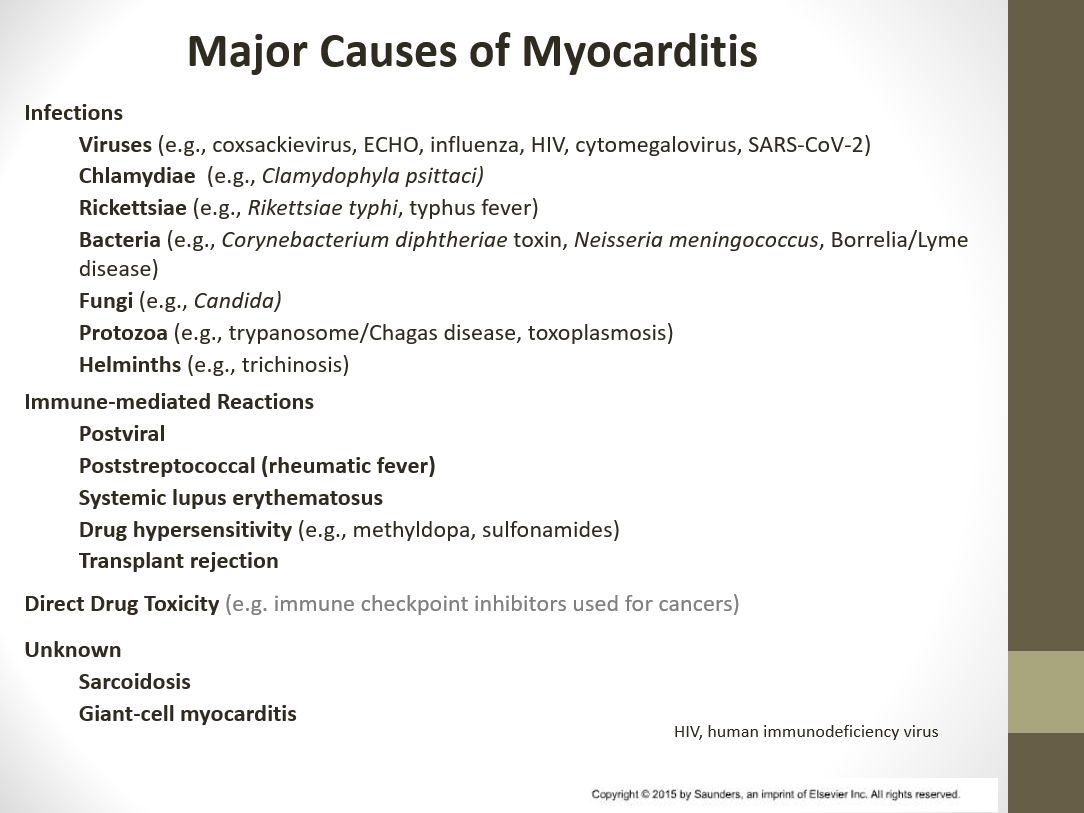 Major Causes of Myocarditis
Infections
Viruses (e.g., coxsackievirus, ECHO, influenza, HIV, cytomegalovirus, SARS-CoV-2)
Chlamydiae (e.g., Clamydophyla psittaci)
Rickettsiae (e.g., Rikettsiae typhi, typhus fever)
Bacteria (e.g., Corynebacterium diphtheriae toxin, Neisseria meningococcus, Borrelia/Lyme
disease)
Fungi (e.g., Candida)
Protozoa (e.g., trypanosome/Chagas disease, toxoplasmosis)
Helminths (e.g., trichinosis)
Immune-mediated Reactions
Postviral
Poststreptococcal (rheumatic fever)
Systemic lupus erythematosus
Drug hypersensitivity (e.g., methyldopa, sulfonamides)
Transplant rejection
Direct Drug Toxicity (e.g. immune checkpoint inhibitors used for cancers)
Unknown
Sarcoidosis
Giant-cell myocarditis
HIV, human immunodeficiency virus
Copyright © 2015 by Saunders, an imprint of Elsevier Inc. All rights reserved.